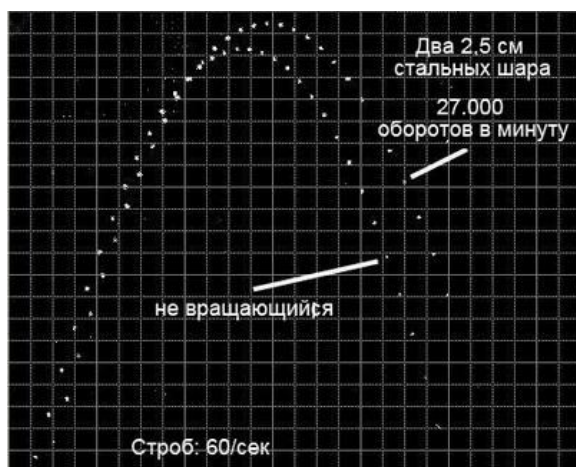 Два 2,5 см
стальных шара
27.000
оборотов в минуту
не вращающийся
Строб: 60/сек